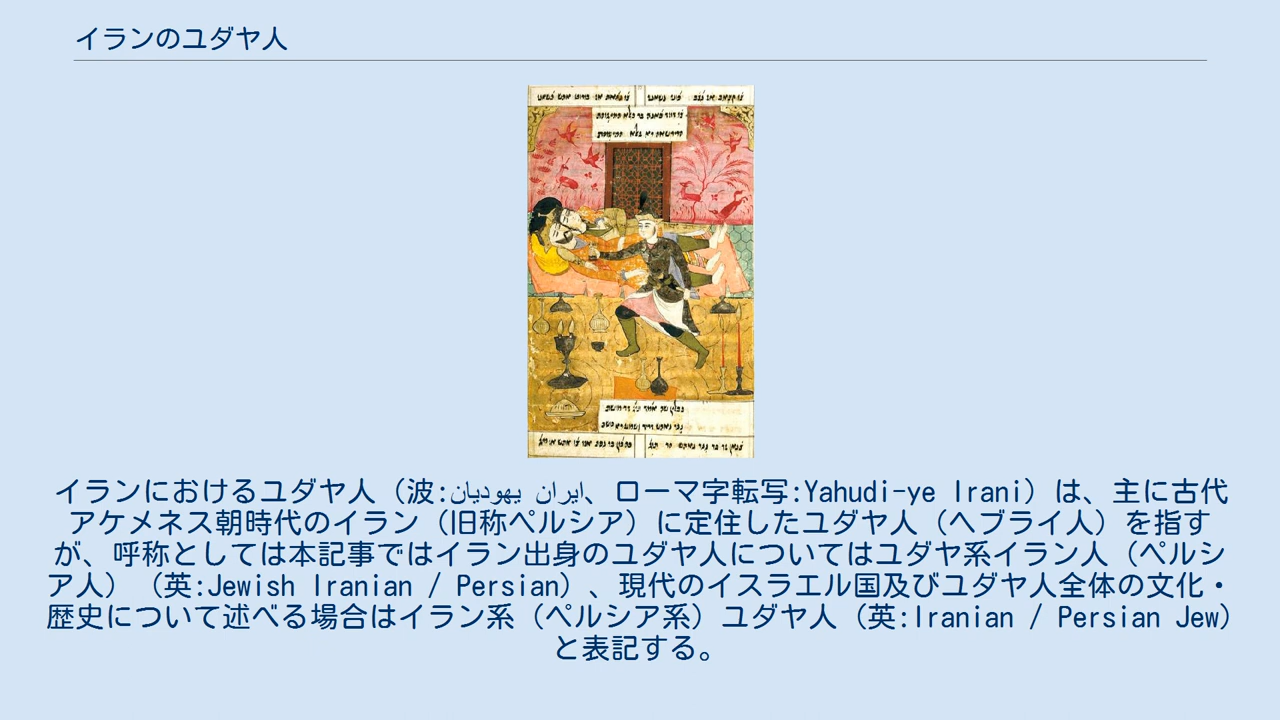 イランのユダヤ人
イランにおけるユダヤ人（波:ایران یهودیان、ローマ字転写:Yahudi-ye Irani）は、主に古代
アケメネス朝時代のイラン（旧称ペルシア）に定住したユダヤ人（ヘブライ人）を指す
が、呼称としては本記事ではイラン出身のユダヤ人についてはユダヤ系イラン人（ペルシ
ア人）（英:Jewish Iranian / Persian）、現代のイスラエル国及びユダヤ人全体の文化・
歴史について述べる場合はイラン系（ペルシア系）ユダヤ人（英:Iranian / Persian Jew）
と表記する。